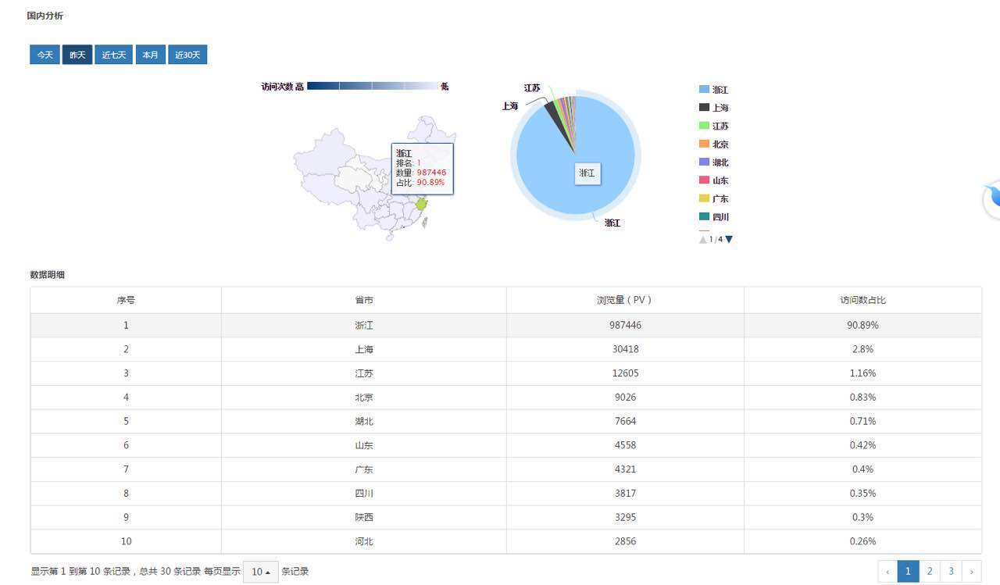 国内分析
今天 昨天 近七天 本月 近30天
访问次数 高 低
浙江
排名: 1
数量: 987446
占比: 90.89%
江苏
上海
浙江
浙江
浙江
上海
江苏
北京
湖北
山东
广东
四川
1/4
数据明细
序号 省市 浏览量 ( PV ) 访问数占比
1 浙江 987446 90.89%
2 上海 30418 2.8%
3 江苏 12605 1.16%
4 北京 9026 0.83%
5 湖北 7664 0.71%
6 山东 4558 0.42%
7 广东 4321 0.4%
8 四川 3817 0.35%
9 陕西 3295 0.3%
10 河北 2856 0.26%
显示第 1 到第 10 条记录，总共 30 条记录 每页显示 10 条记录
‹ 1 2 3 ›